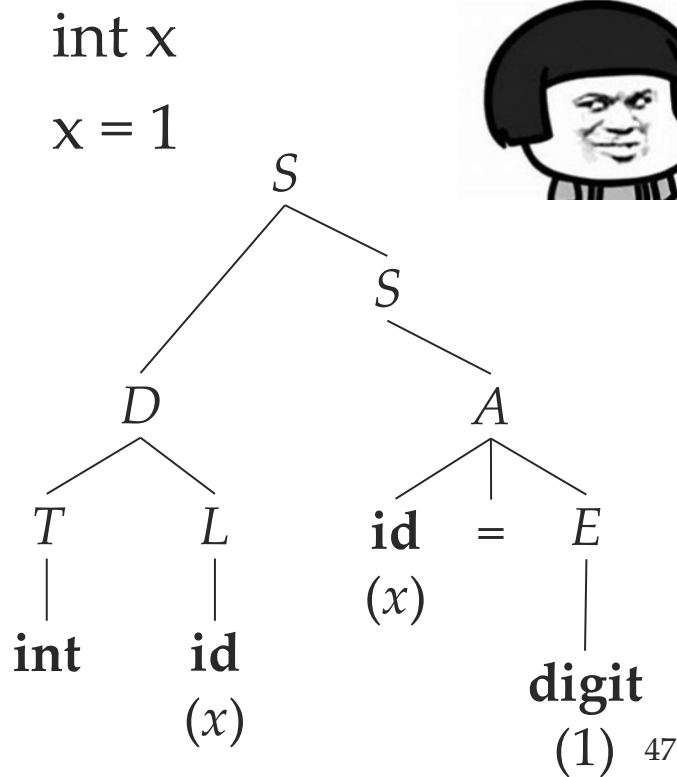 int x
x = 1
S
S
D A
T L id = E
(x)
int id digit
(x) (1) 47